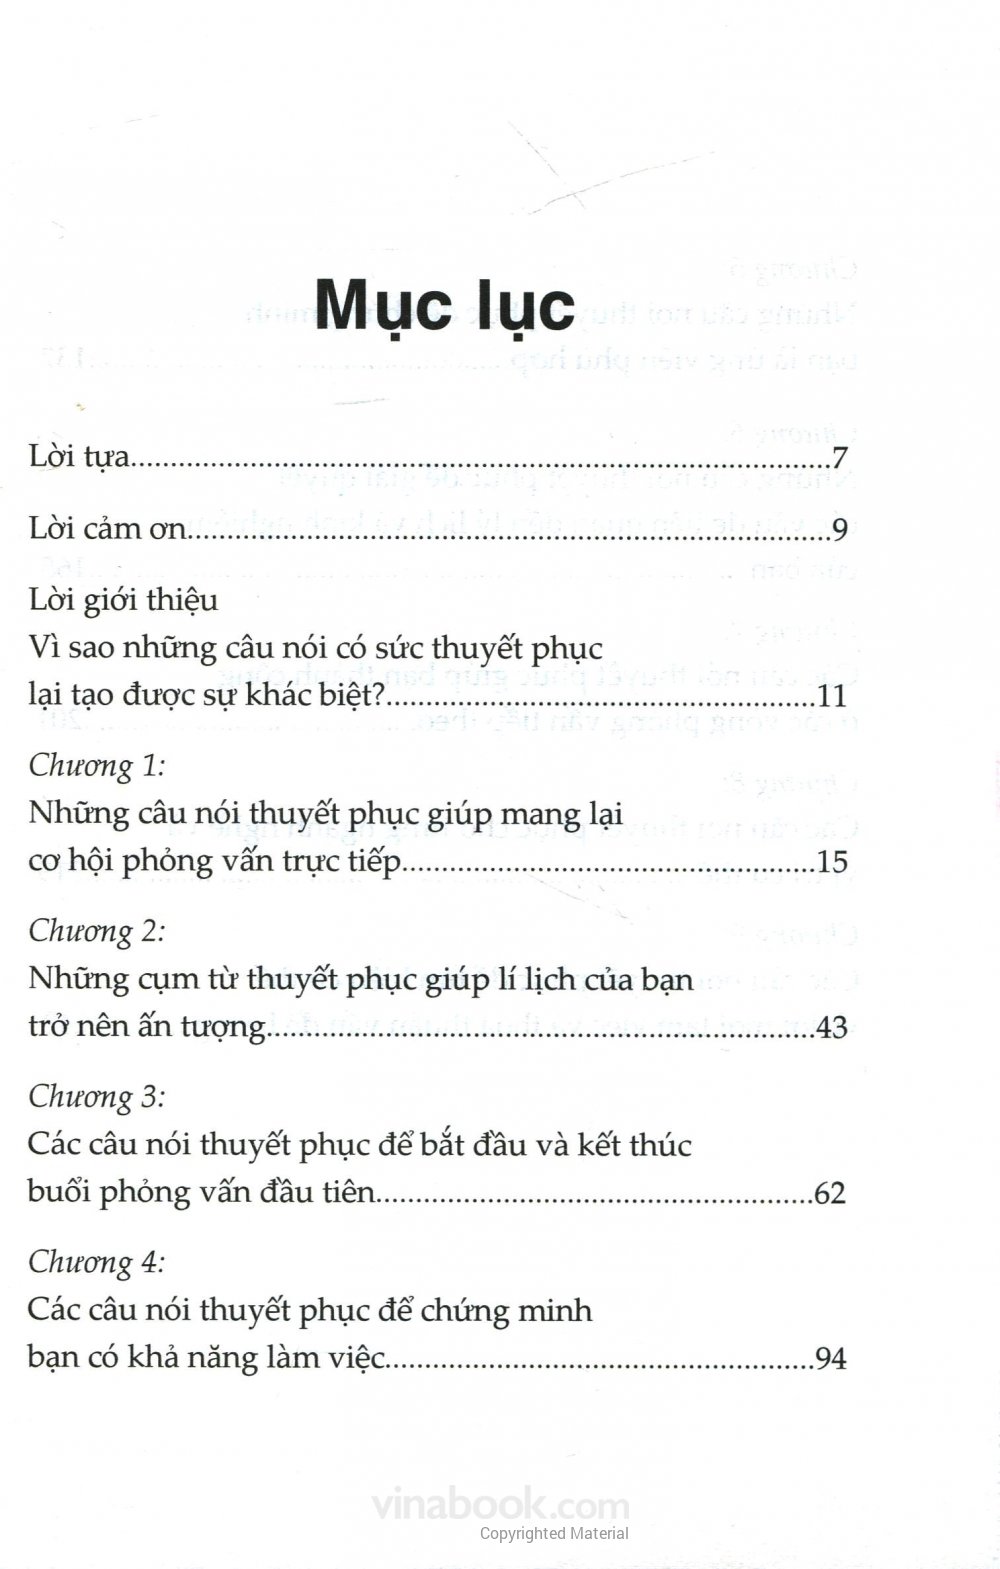 Mục lục
Lời tựa..........................................................................................7
Lời cảm ơn...................................................................................9
Lời giới thiệu
Vì sao những câu nói có sức thuyết phục
lại tạo được sự khác biệt?......................................................11
Chương 1:
Những câu nói thuyết phục giúp mang lại
cơ hội phỏng vấn trực tiếp....................................................15
Chương 2:
Những cụm từ thuyết phục giúp lí lịch của bạn
trở nên ấn tượng.....................................................................43
Chương 3:
Các câu nói thuyết phục để bắt đầu và kết thúc
buổi phỏng vấn đầu tiên.......................................................62
Chương 4:
Các câu nói thuyết phục để chứng minh
bạn có khả năng làm việc......................................................94
vinabook.com
Copyrighted Material